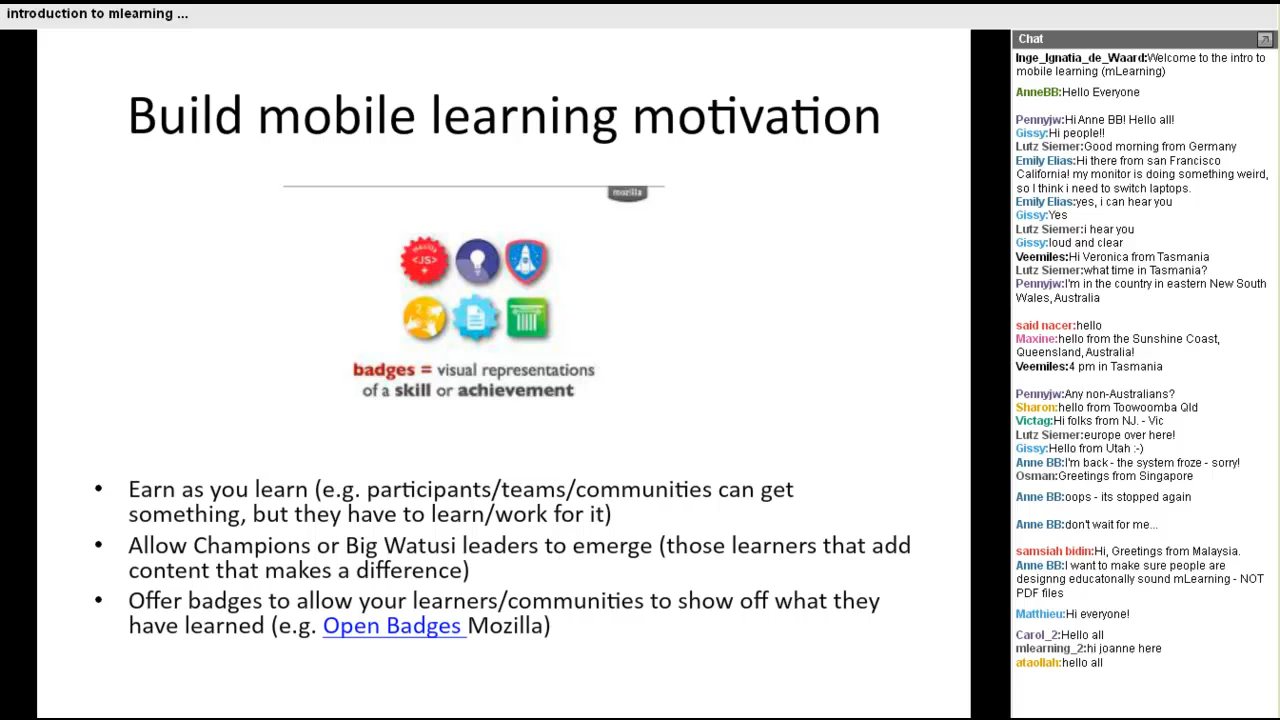 introduction to mlearning ...
Build mobile learning motivation
mozilla
<JS>
badges = visual representations
of a skill or achievement
• Earn as you learn (e.g. participants/teams/communities can get
something, but they have to learn/work for it)
• Allow Champions or Big Watusi leaders to emerge (those learners that add
content that makes a difference)
• Offer badges to allow your learners/communities to show off what they
have learned (e.g. Open Badges Mozilla)
Chat
Inge_Ignatia_de_Waard:Welcome to the intro to
mobile learning (mLearning)
AnneBB:Hello Everyone
Pennyjw:Hi Anne BB! Hello all!
Gissy:Hi people!!
Lutz Siemer:Good morning from Germany
Emily Elias:Hi there from san Francisco
California! my monitor is doing something weird,
so I think i need to switch laptops.
Emily Elias:yes, i can hear you
Gissy:Yes
Lutz Siemer:i hear you
Gissy:loud and clear
Veemiles:Hi Veronica from Tasmania
Lutz Siemer:what time in Tasmania?
Pennyjw:I'm in the country in eastern New South
Wales, Australia
said nacer:hello
Maxine:hello from the Sunshine Coast,
Queensland, Australia!
Veemiles:4 pm in Tasmania
Pennyjw:Any non-Australians?
Sharon:hello from Toowoomba Qld
Victag:Hi folks from NJ. - Vic
Lutz Siemer:europe over here!
Gissy:Hello from Utah :-)
Anne BB:I'm back - the system froze - sorry!
Osman:Greetings from Singapore
Anne BB:oops - its stopped again
Anne BB:don't wait for me...
samsiah bidin:Hi, Greetings from Malaysia.
Anne BB:I want to make sure people are
designng educatonally sound mLearning - NOT
PDF files
Matthieu:Hi everyone!
Carol_2:Hello all
mlearning_2:hi joanne here
ataollah:hello all